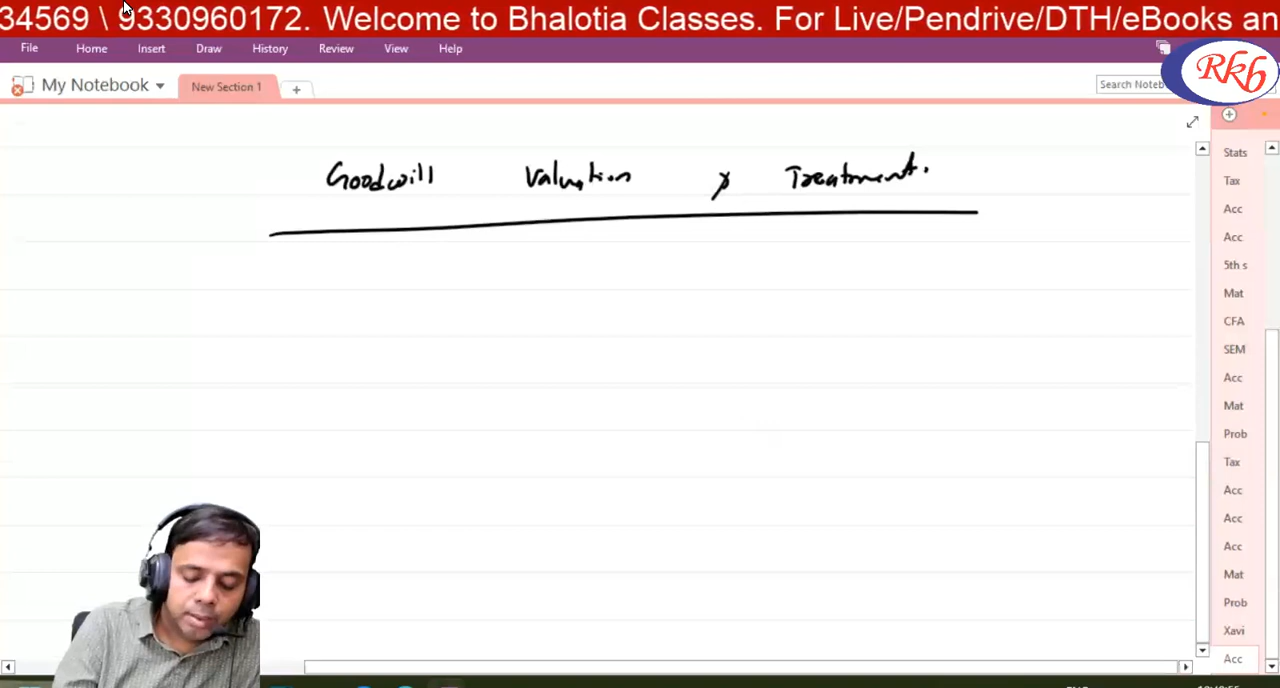 34569 \ 9330960172. Welcome to Bhalotia Classes. For Live/Pendrive/DTH/eBooks an
File Home Insert Draw History Review View Help
Rkb
My Notebook New Section 1 + Search Noteb
Goodwill Valuation & Treatment.
Stats
Tax
Acc
Acc
5th s
Mat
CFA
SEM
Acc
Mat
Prob
Tax
Acc
Acc
Acc
Mat
Prob
Xavi
Acc